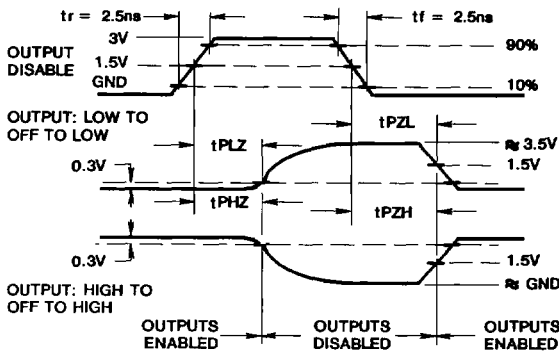 tr = 2.5ns
tf = 2.5ns
3V
OUTPUT
DISABLE
1.5V
GND
90%
10%
OUTPUT: LOW TO
OFF TO LOW
tPLZ
tPZL
≈ 3.5V
0.3V
1.5V
tPHZ
tPZH
0.3V
1.5V
≈ GND
OUTPUT: HIGH TO
OFF TO HIGH
OUTPUTS
ENABLED
OUTPUTS
DISABLED
OUTPUTS
ENABLED